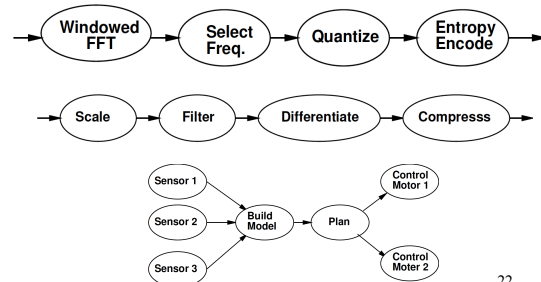 Windowed
FFT
Select
Freq.
Quantize
Entropy
Encode
Scale
Filter
Differentiate
Compresss
Sensor 1
Sensor 2
Sensor 3
Build
Model
Plan
Control
Motor 1
Control
Moter 2
22